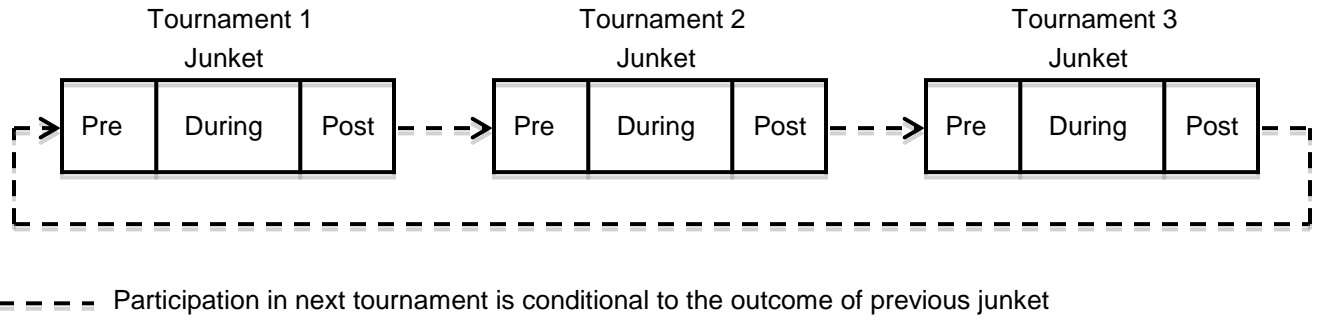 Tournament 1 Tournament 2 Tournament 3
Junket Junket Junket
Pre During Post Pre During Post Pre During Post
Participation in next tournament is conditional to the outcome of previous junket